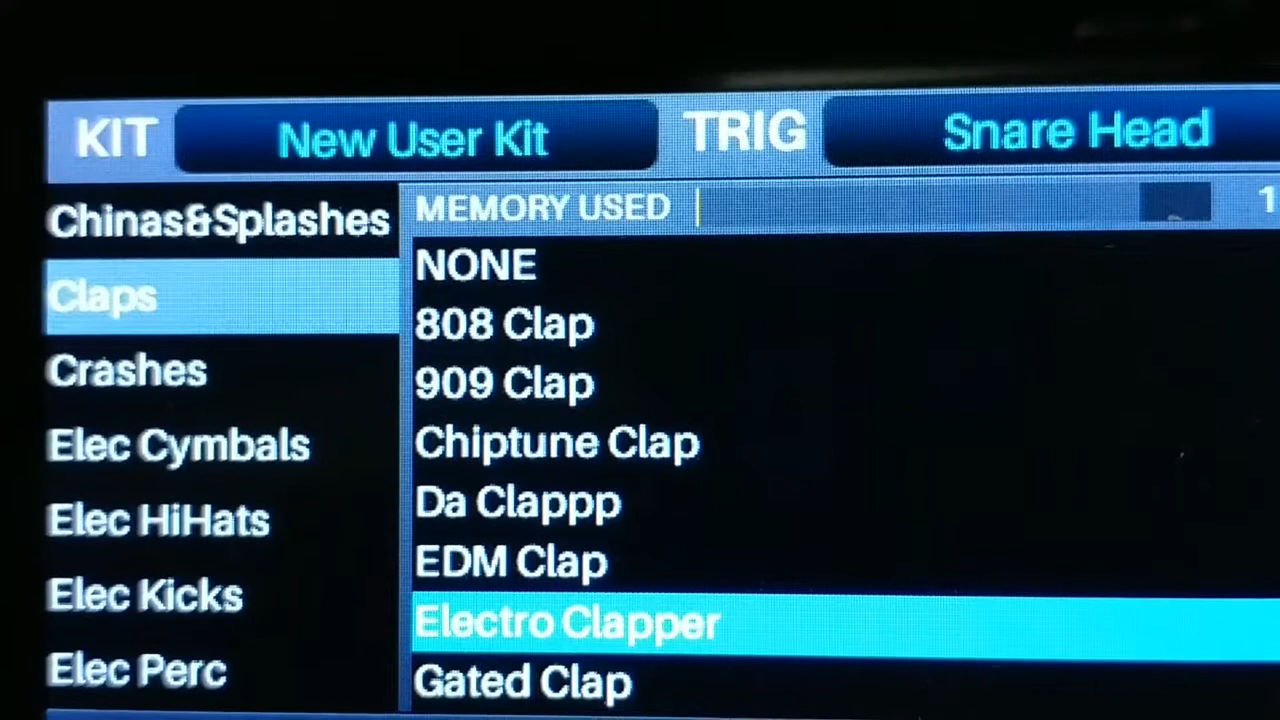 KIT New User Kit TRIG Snare Head
MEMORY USED 1
Chinas&Splashes
Claps
Crashes
Elec Cymbals
Elec HiHats
Elec Kicks
Elec Perc
NONE
808 Clap
909 Clap
Chiptune Clap
Da Clappp
EDM Clap
Electro Clapper
Gated Clap